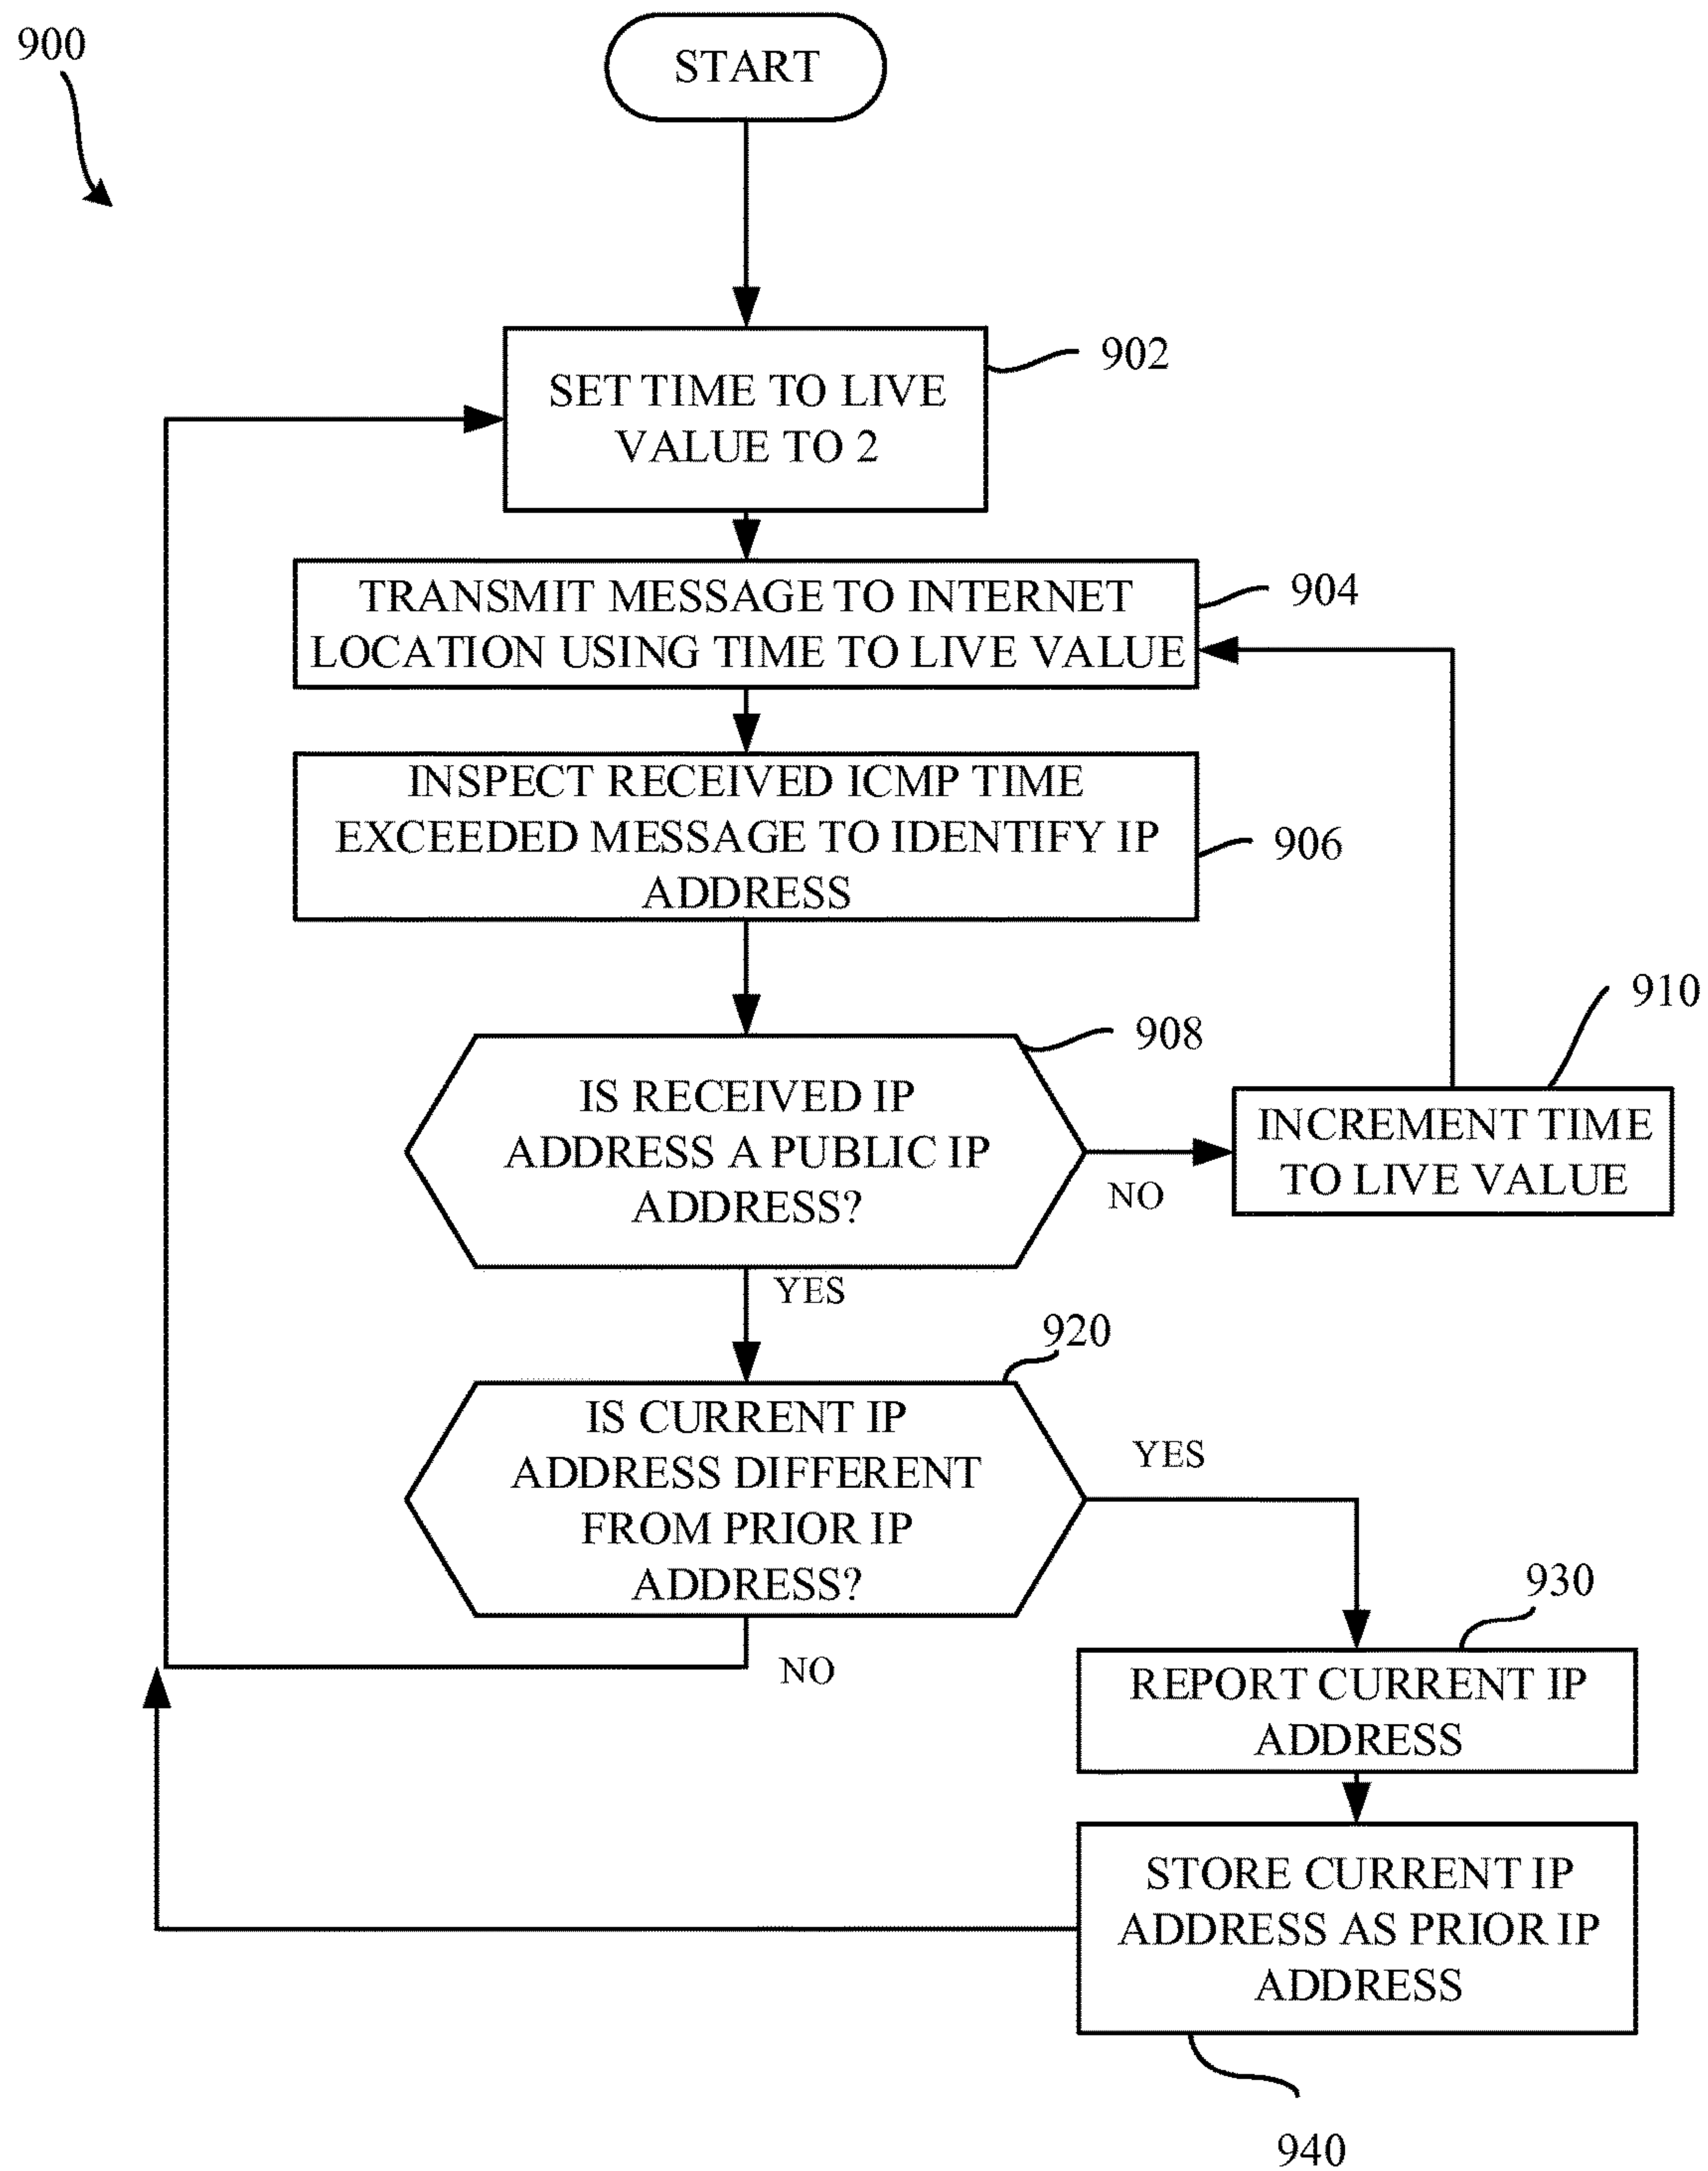 900
START
902
SET TIME TO LIVE
VALUE TO 2
904
TRANSMIT MESSAGE TO INTERNET
LOCATION USING TIME TO LIVE VALUE
INSPECT RECEIVED ICMP TIME
EXCEEDED MESSAGE TO IDENTIFY IP
ADDRESS
906
908
910
IS RECEIVED IP
ADDRESS A PUBLIC IP
ADDRESS?
NO
INCREMENT TIME
TO LIVE VALUE
YES
920
IS CURRENT IP
ADDRESS DIFFERENT
FROM PRIOR IP
ADDRESS?
YES
NO
930
REPORT CURRENT IP
ADDRESS
STORE CURRENT IP
ADDRESS AS PRIOR IP
ADDRESS
940